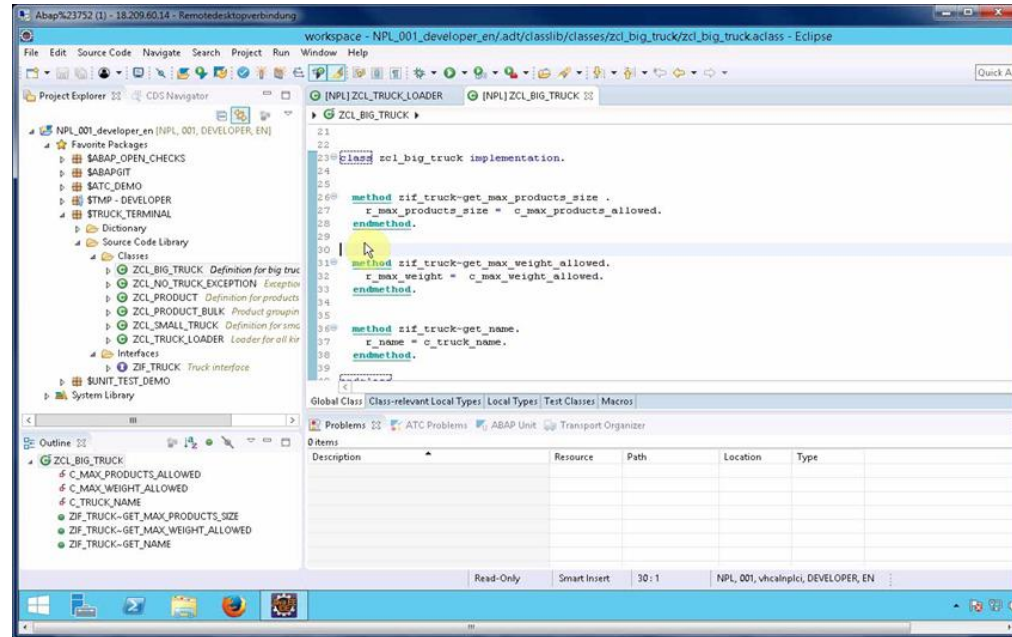 Abap%23752 (1) - 18.209.60.14 - Remotedesktopverbindung
workspace - NPL_001_developer_en/.adt/classlib/classes/zcl_big_truck/zcl_big_truck.aclass - Eclipse
File Edit Source Code Navigate Search Project Run Window Help
Quick A
Project Explorer CDS Navigator
NPL_001_developer_en [NPL, 001, DEVELOPER, EN]
Favorite Packages
$ABAP_OPEN_CHECKS
$ABAPGIT
$ATC_DEMO
$TMP - DEVELOPER
$TRUCK_TERMINAL
Dictionary
Source Code Library
Classes
ZCL_BIG_TRUCK Definition for big truc
ZCL_NO_TRUCK_EXCEPTION Exceptio
ZCL_PRODUCT Definition for products
ZCL_PRODUCT_BULK Product groupin
ZCL_SMALL_TRUCK Definition for sma
ZCL_TRUCK_LOADER Loader for all kir
Interfaces
ZIF_TRUCK Truck interface
$UNIT_TEST_DEMO
System Library
[NPL] ZCL_TRUCK_LOADER [NPL] ZCL_BIG_TRUCK
ZCL_BIG_TRUCK
21
22
23 class zcl_big_truck implementation.
24
25
26 method zif_truck~get_max_products_size .
27 r_max_products_size = c_max_products_allowed.
28 endmethod.
29
30
31 method zif_truck~get_max_weight_allowed.
32 r_max_weight = c_max_weight_allowed.
33 endmethod.
34
35
36 method zif_truck~get_name.
37 r_name = c_truck_name.
38 endmethod.
39
Global Class Class-relevant Local Types Local Types Test Classes Macros
Outline
ZCL_BIG_TRUCK
C_MAX_PRODUCTS_ALLOWED
C_MAX_WEIGHT_ALLOWED
C_TRUCK_NAME
ZIF_TRUCK~GET_MAX_PRODUCTS_SIZE
ZIF_TRUCK~GET_MAX_WEIGHT_ALLOWED
ZIF_TRUCK~GET_NAME
Problems ATC Problems ABAP Unit Transport Organizer
0 items
Description Resource Path Location Type
Read-Only Smart Insert 30 : 1 NPL, 001, vhcalnplci, DEVELOPER, EN